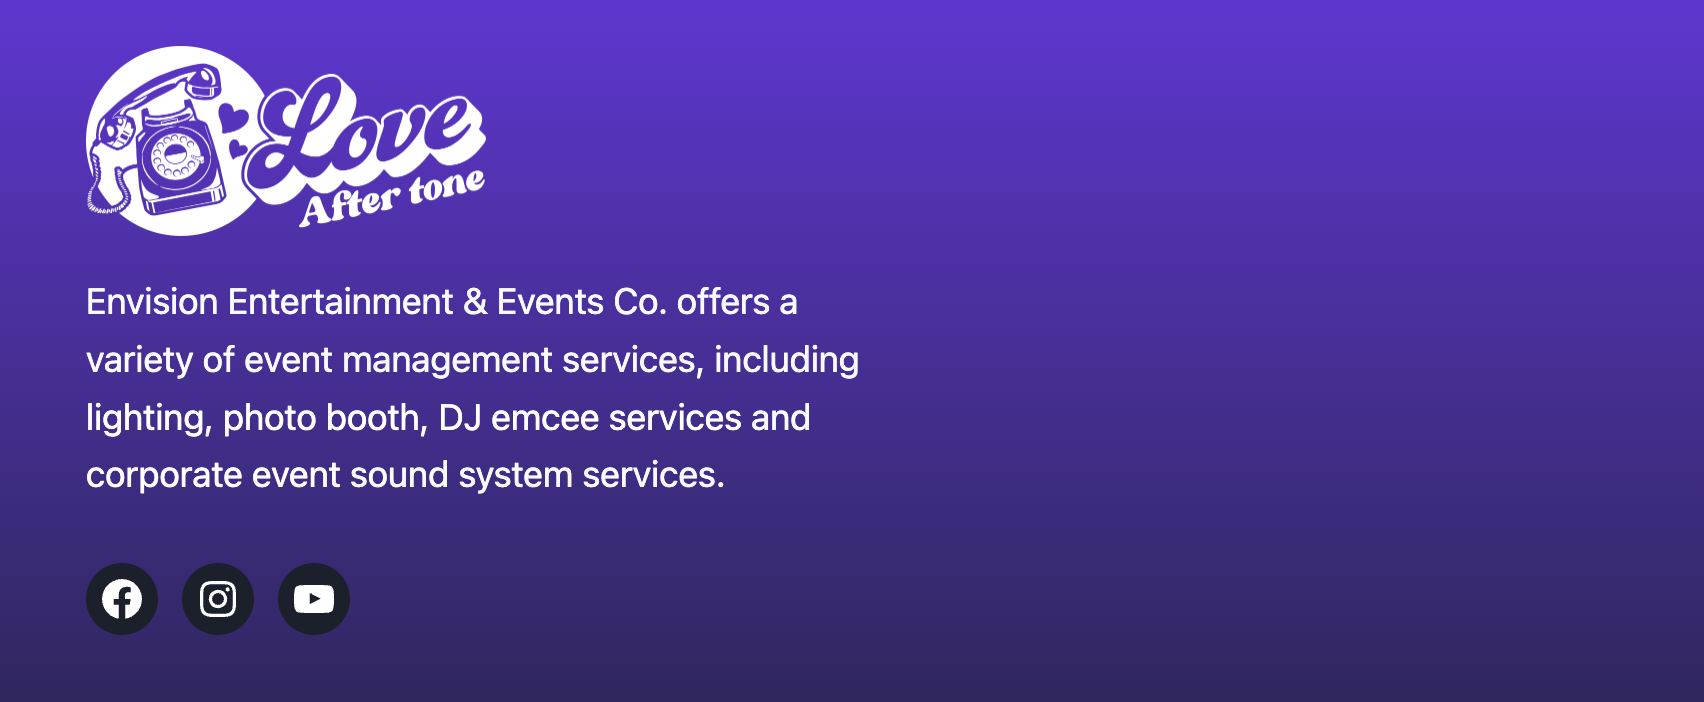 Love
After tone
Envision Entertainment & Events Co. offers a
variety of event management services, including
lighting, photo booth, DJ emcee services and
corporate event sound system services.